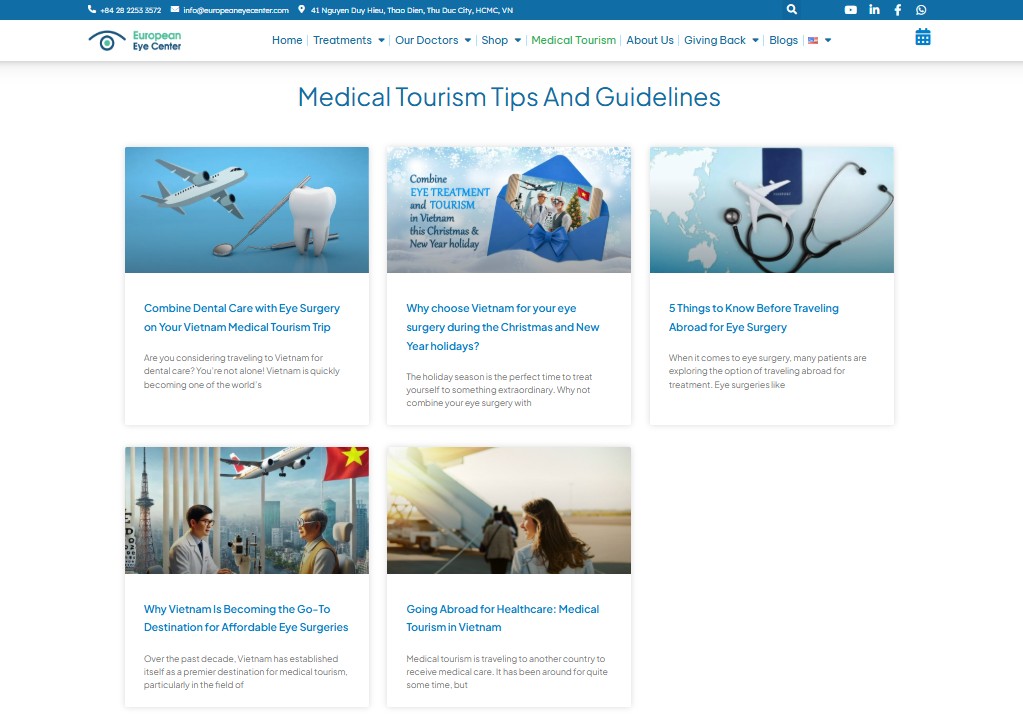 +84 28 2253 3572 info@europeaneyecenter.com 41 Nguyen Duy Hieu, Thao Dien, Thu Duc City, HCMC, VN
European
Eye Center
Home Treatments Our Doctors Shop Medical Tourism About Us Giving Back Blogs
Medical Tourism Tips And Guidelines
Combine
EYE TREATMENT
and TOURISM
in Vietnam
this Christmas &
New Year holiday
PASSPORT
Combine Dental Care with Eye Surgery
on Your Vietnam Medical Tourism Trip
Are you considering traveling to Vietnam for
dental care? You're not alone! Vietnam is quickly
becoming one of the world's
Why choose Vietnam for your eye
surgery during the Christmas and New
Year holidays?
The holiday season is the perfect time to treat
yourself to something extraordinary. Why not
combine your eye surgery with
5 Things to Know Before Traveling
Abroad for Eye Surgery
When it comes to eye surgery, many patients are
exploring the option of traveling abroad for
treatment. Eye surgeries like
Why Vietnam Is Becoming the Go-To
Destination for Affordable Eye Surgeries
Over the past decade, Vietnam has established
itself as a premier destination for medical tourism,
particularly in the field of
Going Abroad for Healthcare: Medical
Tourism in Vietnam
Medical tourism is traveling to another country to
receive medical care. It has been around for quite
some time, but